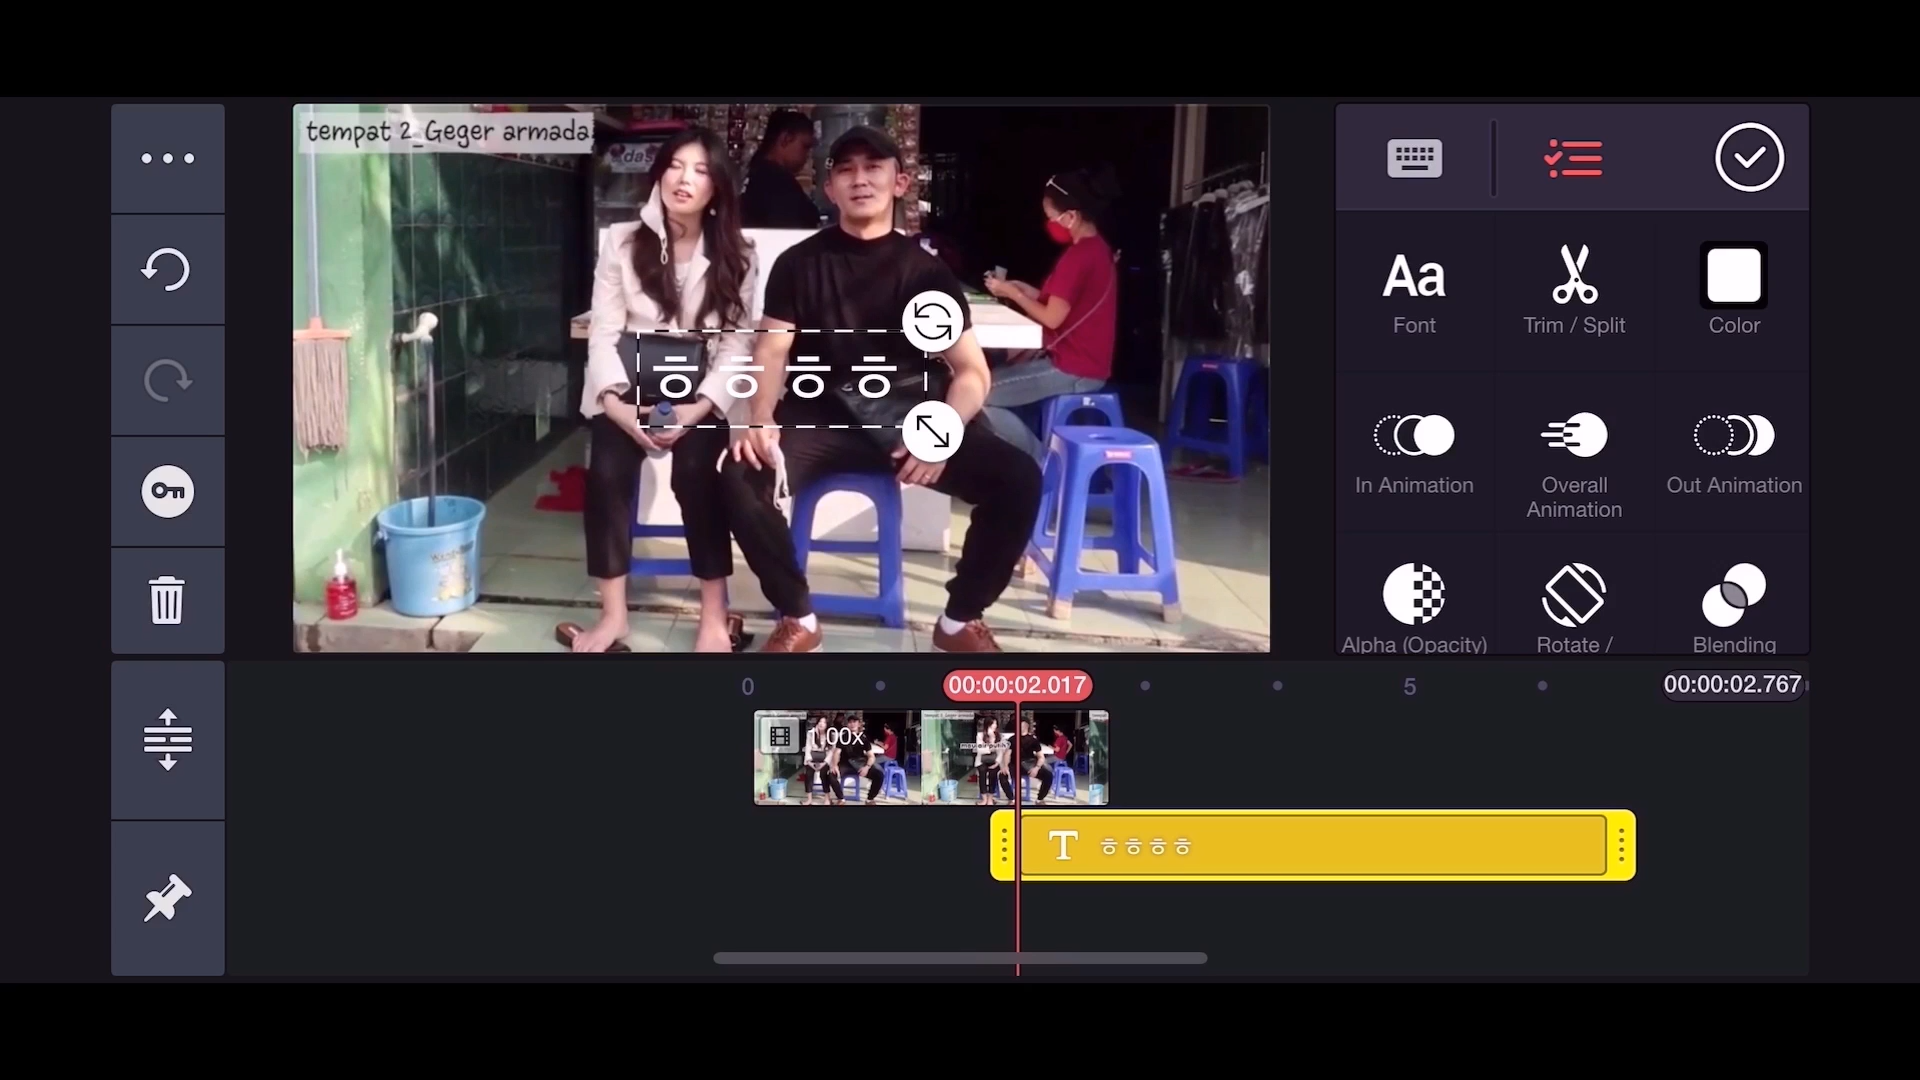 tempat 2_Geger armada
das
ㅎㅎㅎㅎ
Aa
Font
Trim / Split
Color
In Animation
Overall
Animation
Out Animation
Alpha (Opacity)
Rotate /
Blending
0
00:00:02.017
5
00:00:02.767
1.00x
T ㅎㅎㅎㅎ